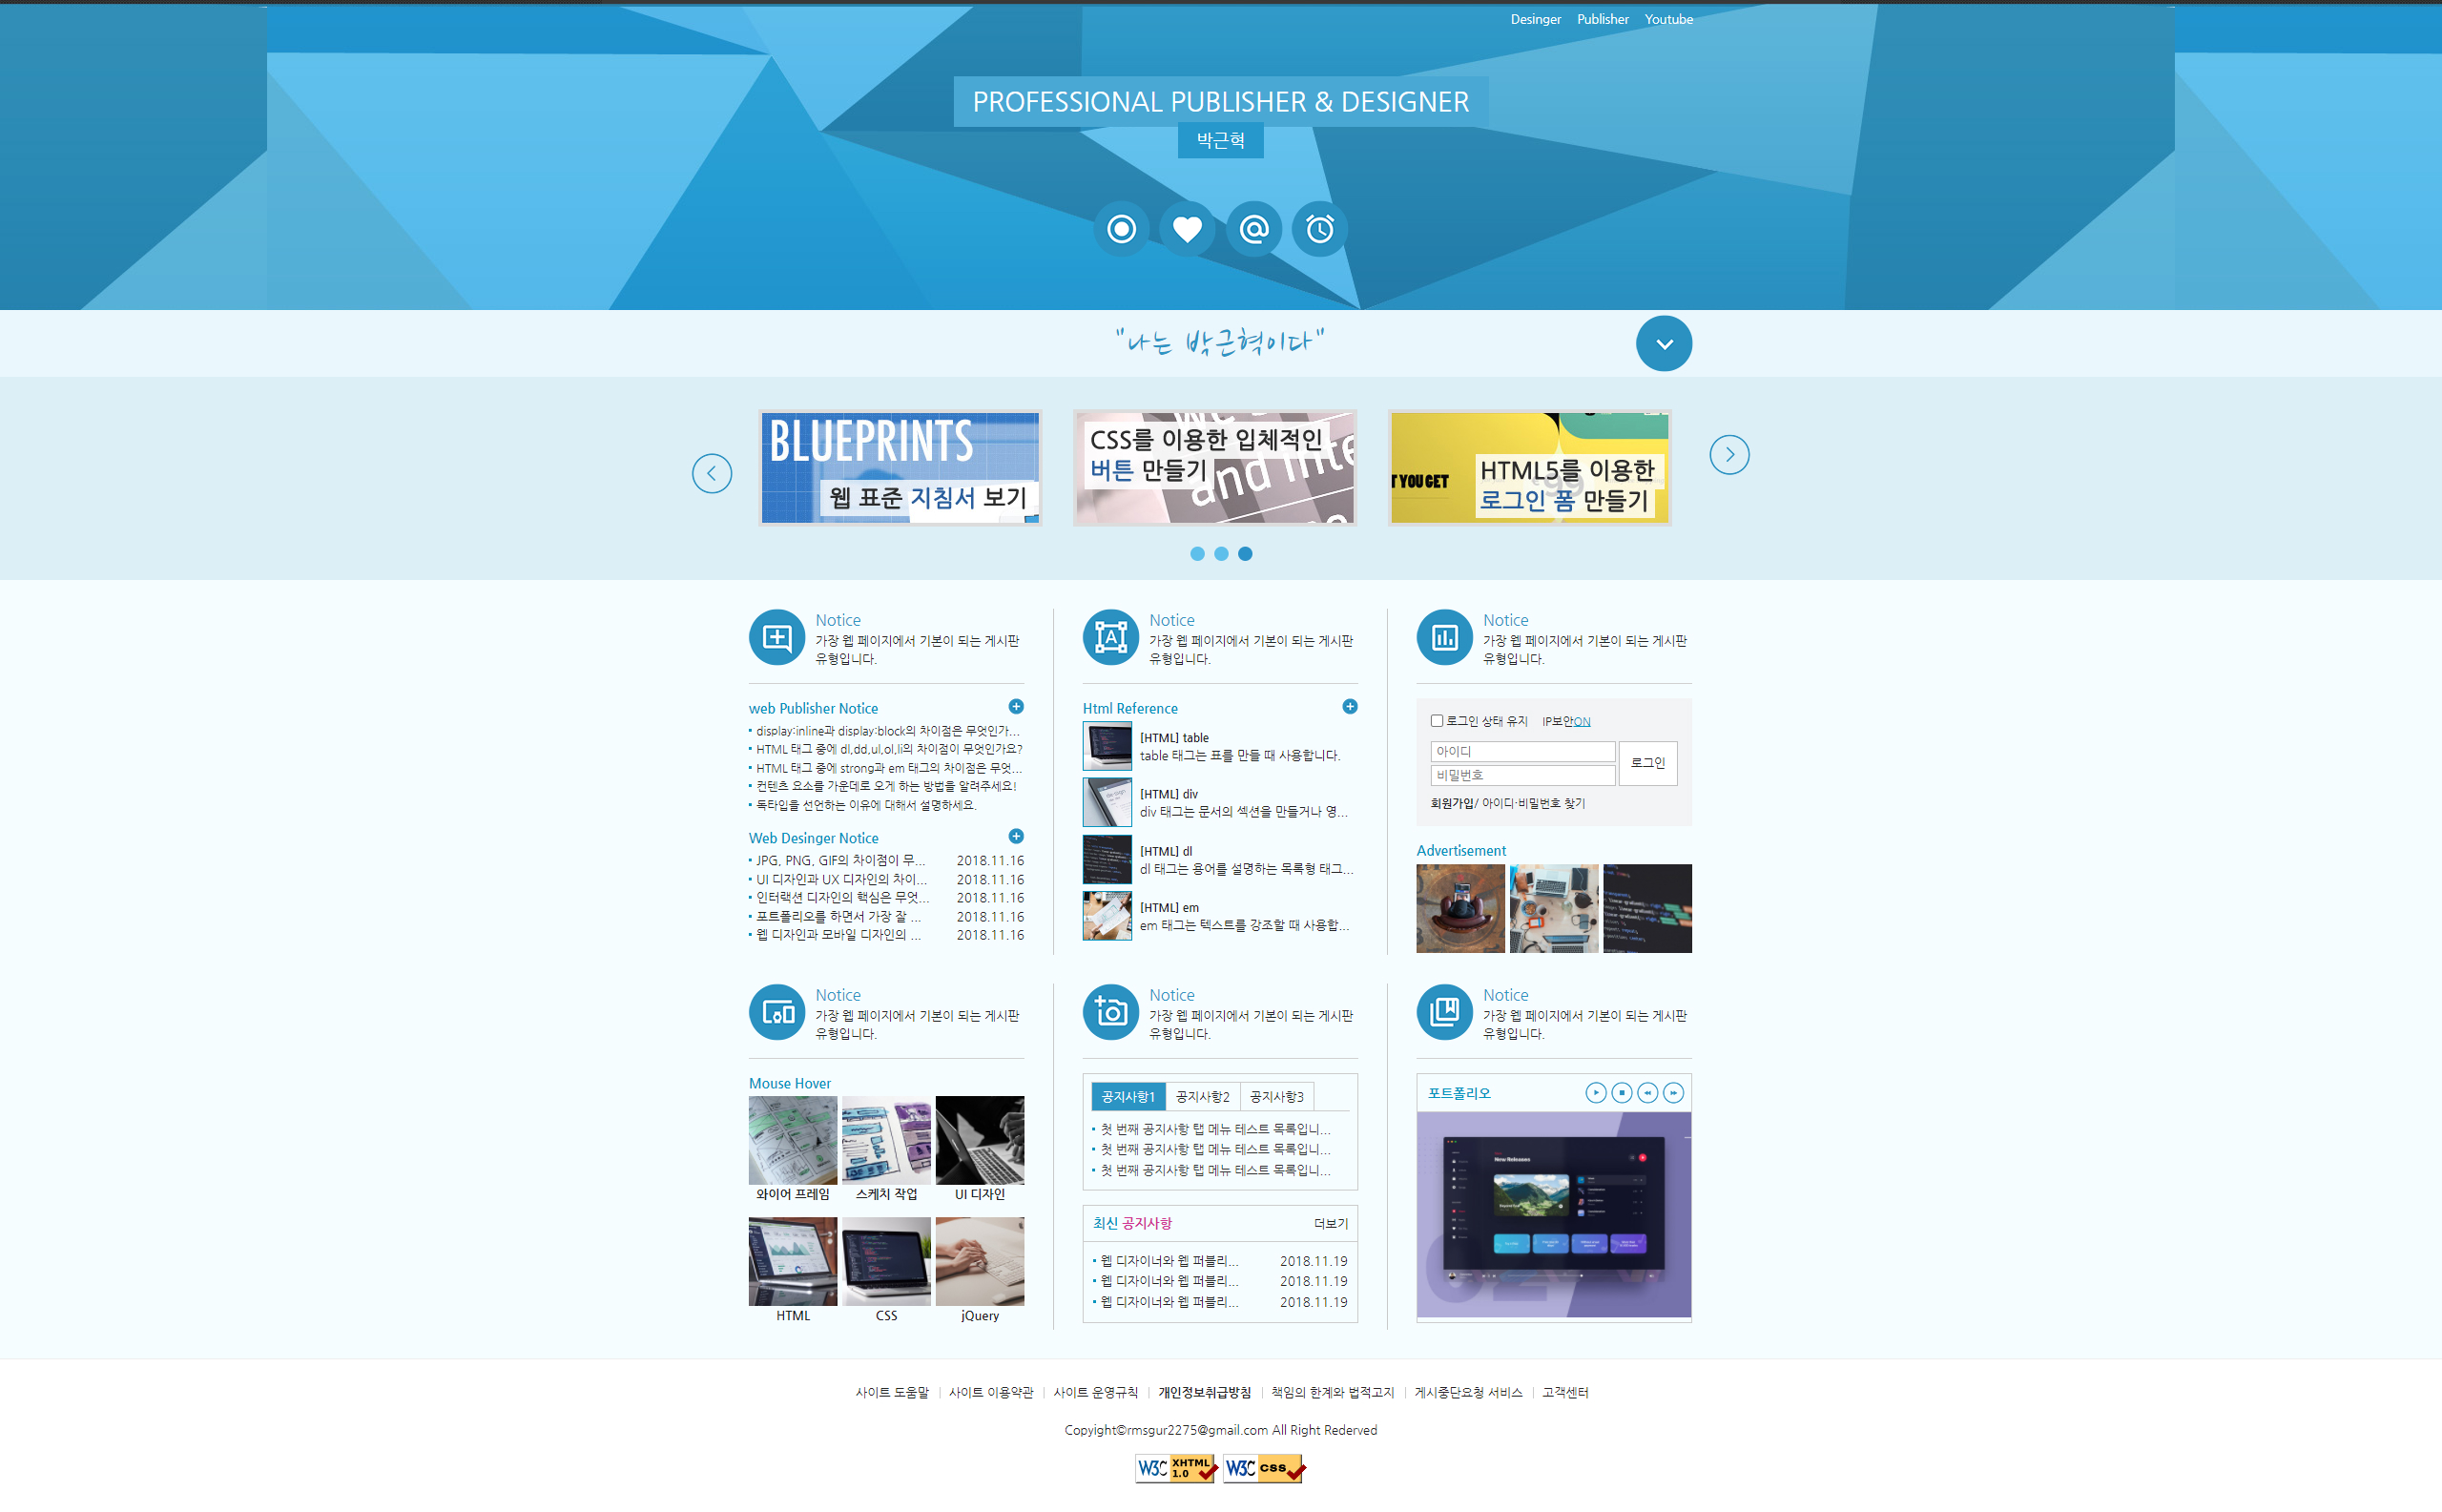 Desinger Publisher Youtube
PROFESSIONAL PUBLISHER & DESIGNER
박근혁
"나는 박근혁이다"
BLUEPRINTS
웹 표준 지침서 보기
CSS를 이용한 입체적인
버튼 만들기
and inte
T YOU GET
HTML5를 이용한
로그인 폼 만들기
Notice
가장 웹 페이지에서 기본이 되는 게시판
유형입니다.
web Publisher Notice
display:inline과 display:block의 차이점은 무엇인가...
HTML 태그 중에 dl,dd,ul,ol,li의 차이점이 무엇인가요?
HTML 태그 중에 strong과 em 태그의 차이점은 무엇...
컨텐츠 요소를 가운데로 오게 하는 방법을 알려주세요!
독타입을 선언하는 이유에 대해서 설명하세요.
Web Desinger Notice
JPG, PNG, GIF의 차이점이 무... 2018.11.16
UI 디자인과 UX 디자인의 차이... 2018.11.16
인터랙션 디자인의 핵심은 무엇... 2018.11.16
포트폴리오를 하면서 가장 잘 ... 2018.11.16
웹 디자인과 모바일 디자인의 ... 2018.11.16
Notice
가장 웹 페이지에서 기본이 되는 게시판
유형입니다.
Html Reference
[HTML] table
table 태그는 표를 만들 때 사용합니다.
[HTML] div
div 태그는 문서의 섹션을 만들거나 영...
[HTML] dl
dl 태그는 용어를 설명하는 목록형 태그...
[HTML] em
em 태그는 텍스트를 강조할 때 사용합...
Notice
가장 웹 페이지에서 기본이 되는 게시판
유형입니다.
로그인 상태 유지 IP보안ON
아이디
비밀번호
로그인
회원가입/ 아이디·비밀번호 찾기
Advertisement
Notice
가장 웹 페이지에서 기본이 되는 게시판
유형입니다.
Mouse Hover
와이어 프레임 스케치 작업 UI 디자인
HTML CSS jQuery
Notice
가장 웹 페이지에서 기본이 되는 게시판
유형입니다.
공지사항1 공지사항2 공지사항3
첫 번째 공지사항 탭 메뉴 테스트 목록입니...
첫 번째 공지사항 탭 메뉴 테스트 목록입니...
첫 번째 공지사항 탭 메뉴 테스트 목록입니...
최신 공지사항 더보기
웹 디자이너와 웹 퍼블리... 2018.11.19
웹 디자이너와 웹 퍼블리... 2018.11.19
웹 디자이너와 웹 퍼블리... 2018.11.19
Notice
가장 웹 페이지에서 기본이 되는 게시판
유형입니다.
포트폴리오
New Releases
사이트 도움말 사이트 이용약관 사이트 운영규칙 개인정보취급방침 책임의 한계와 법적고지 게시중단요청 서비스 고객센터
Copyight©rmsgur2275@gmail.com All Right Rederved
W3C XHTML 1.0 W3C css